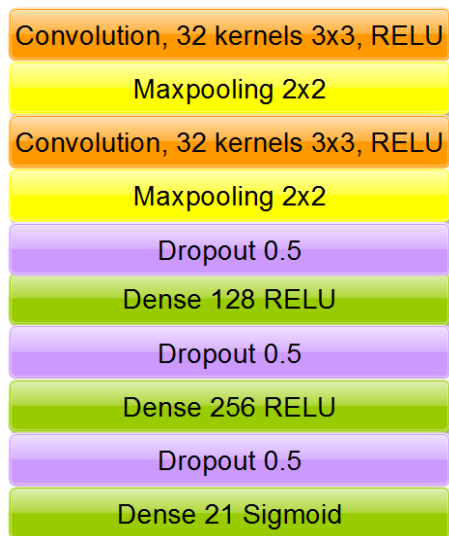 Convolution, 32 kernels 3x3, RELU
Maxpooling 2x2
Convolution, 32 kernels 3x3, RELU
Maxpooling 2x2
Dropout 0.5
Dense 128 RELU
Dropout 0.5
Dense 256 RELU
Dropout 0.5
Dense 21 Sigmoid